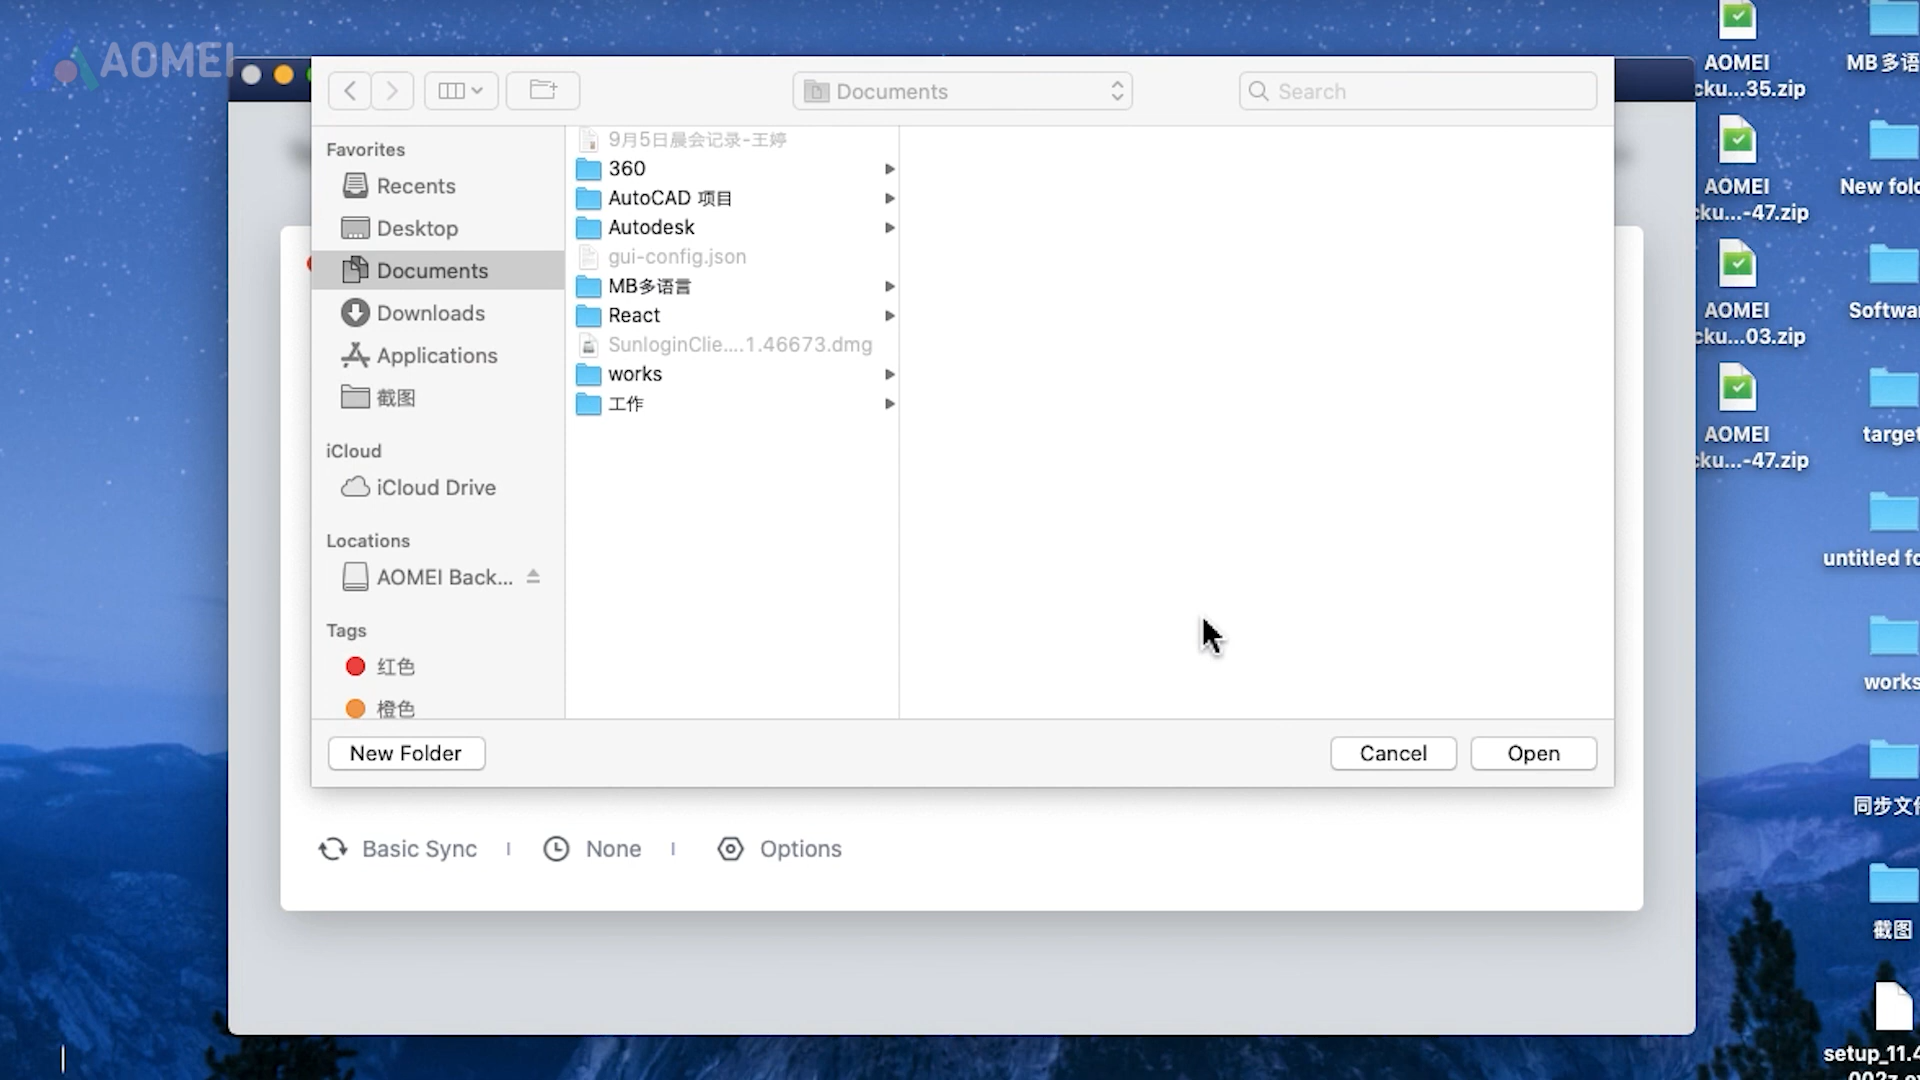 AOMEI
Documents
Search
Favorites
Recents
Desktop
Documents
Downloads
Applications
截图
iCloud
iCloud Drive
Locations
AOMEI Back...
Tags
红色
橙色
9月5日晨会记录-王婷
360
AutoCAD 项目
Autodesk
gui-config.json
MB多语言
React
SunloginClie....1.46673.dmg
works
工作
New Folder
Cancel
Open
Basic Sync
None
Options
AOMEI
cku...35.zip
AOMEI
cku...-47.zip
AOMEI
cku...03.zip
AOMEI
cku...-47.zip
MB多语
New fold
Softwar
target
untitled fo
works
同步文件
截图
setup_11.4